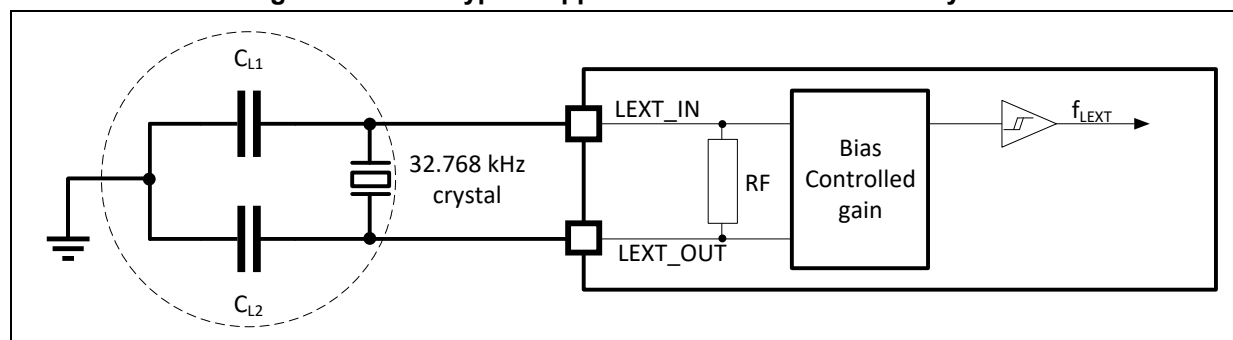 C_L1
LEXT_IN
f_LEXT
32.768 kHz
crystal
RF
Bias
Controlled
gain
LEXT_OUT
C_L2